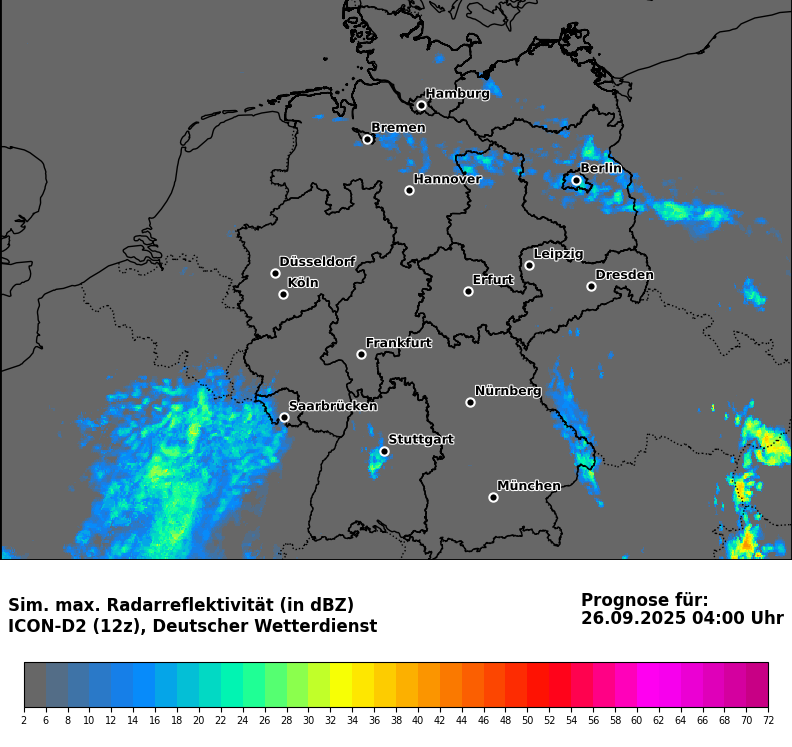 Hamburg
Bremen
Berlin
Hannover
Düsseldorf
Leipzig
Köln
Erfurt
Dresden
Frankfurt
Nürnberg
Saarbrücken
Stuttgart
München
Sim. max. Radarreflektivität (in dBZ)
ICON-D2 (12z), Deutscher Wetterdienst
Prognose für:
26.09.2025 04:00 Uhr
2 6 8 10 12 14 16 18 20 22 24 26 28 30 32 34 36 38 40 42 44 46 48 50 52 54 56 58 60 62 64 66 68 70 72